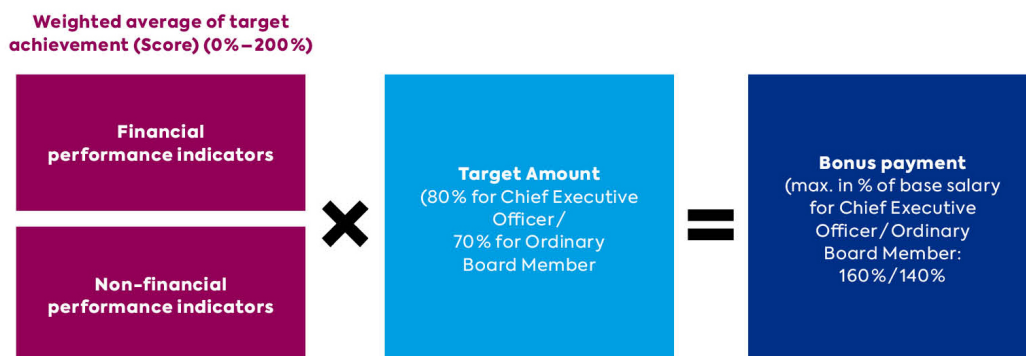 Weighted average of target
achievement (Score) (0%–200%)
Financial
performance indicators
Non-financial
performance indicators
Target Amount
(80% for Chief Executive
Officer/
70% for Ordinary
Board Member
Bonus payment
(max. in % of base salary
for Chief Executive
Officer/Ordinary
Board Member:
160%/140%